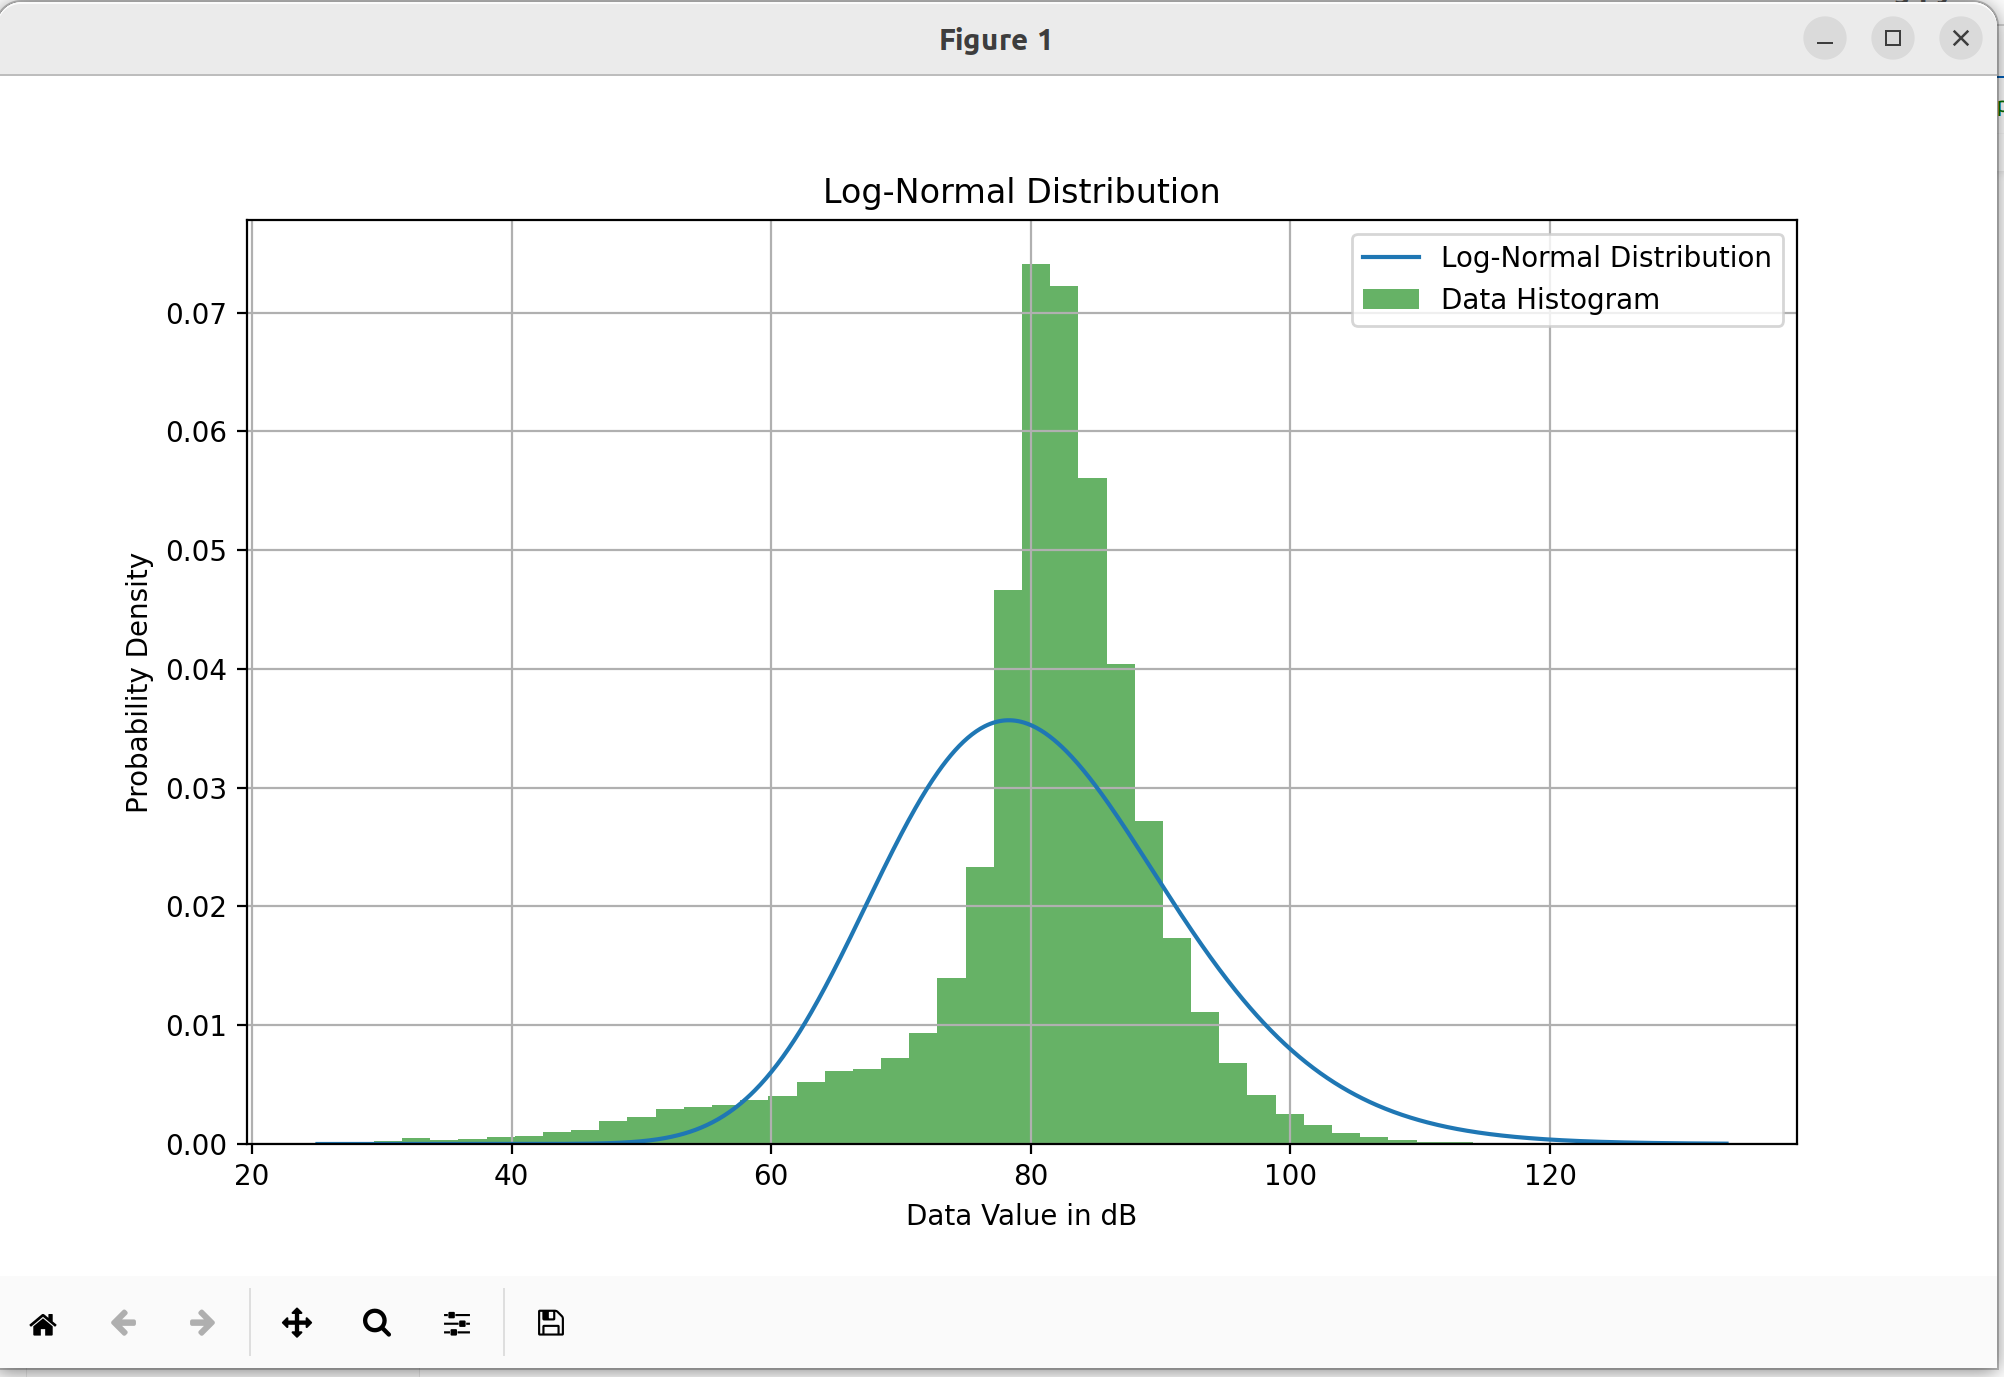 Figure 1
Log-Normal Distribution
Log-Normal Distribution
Data Histogram
0.07
0.06
0.05
0.04
0.03
0.02
0.01
0.00
Probability Density
20 40 60 80 100 120
Data Value in dB